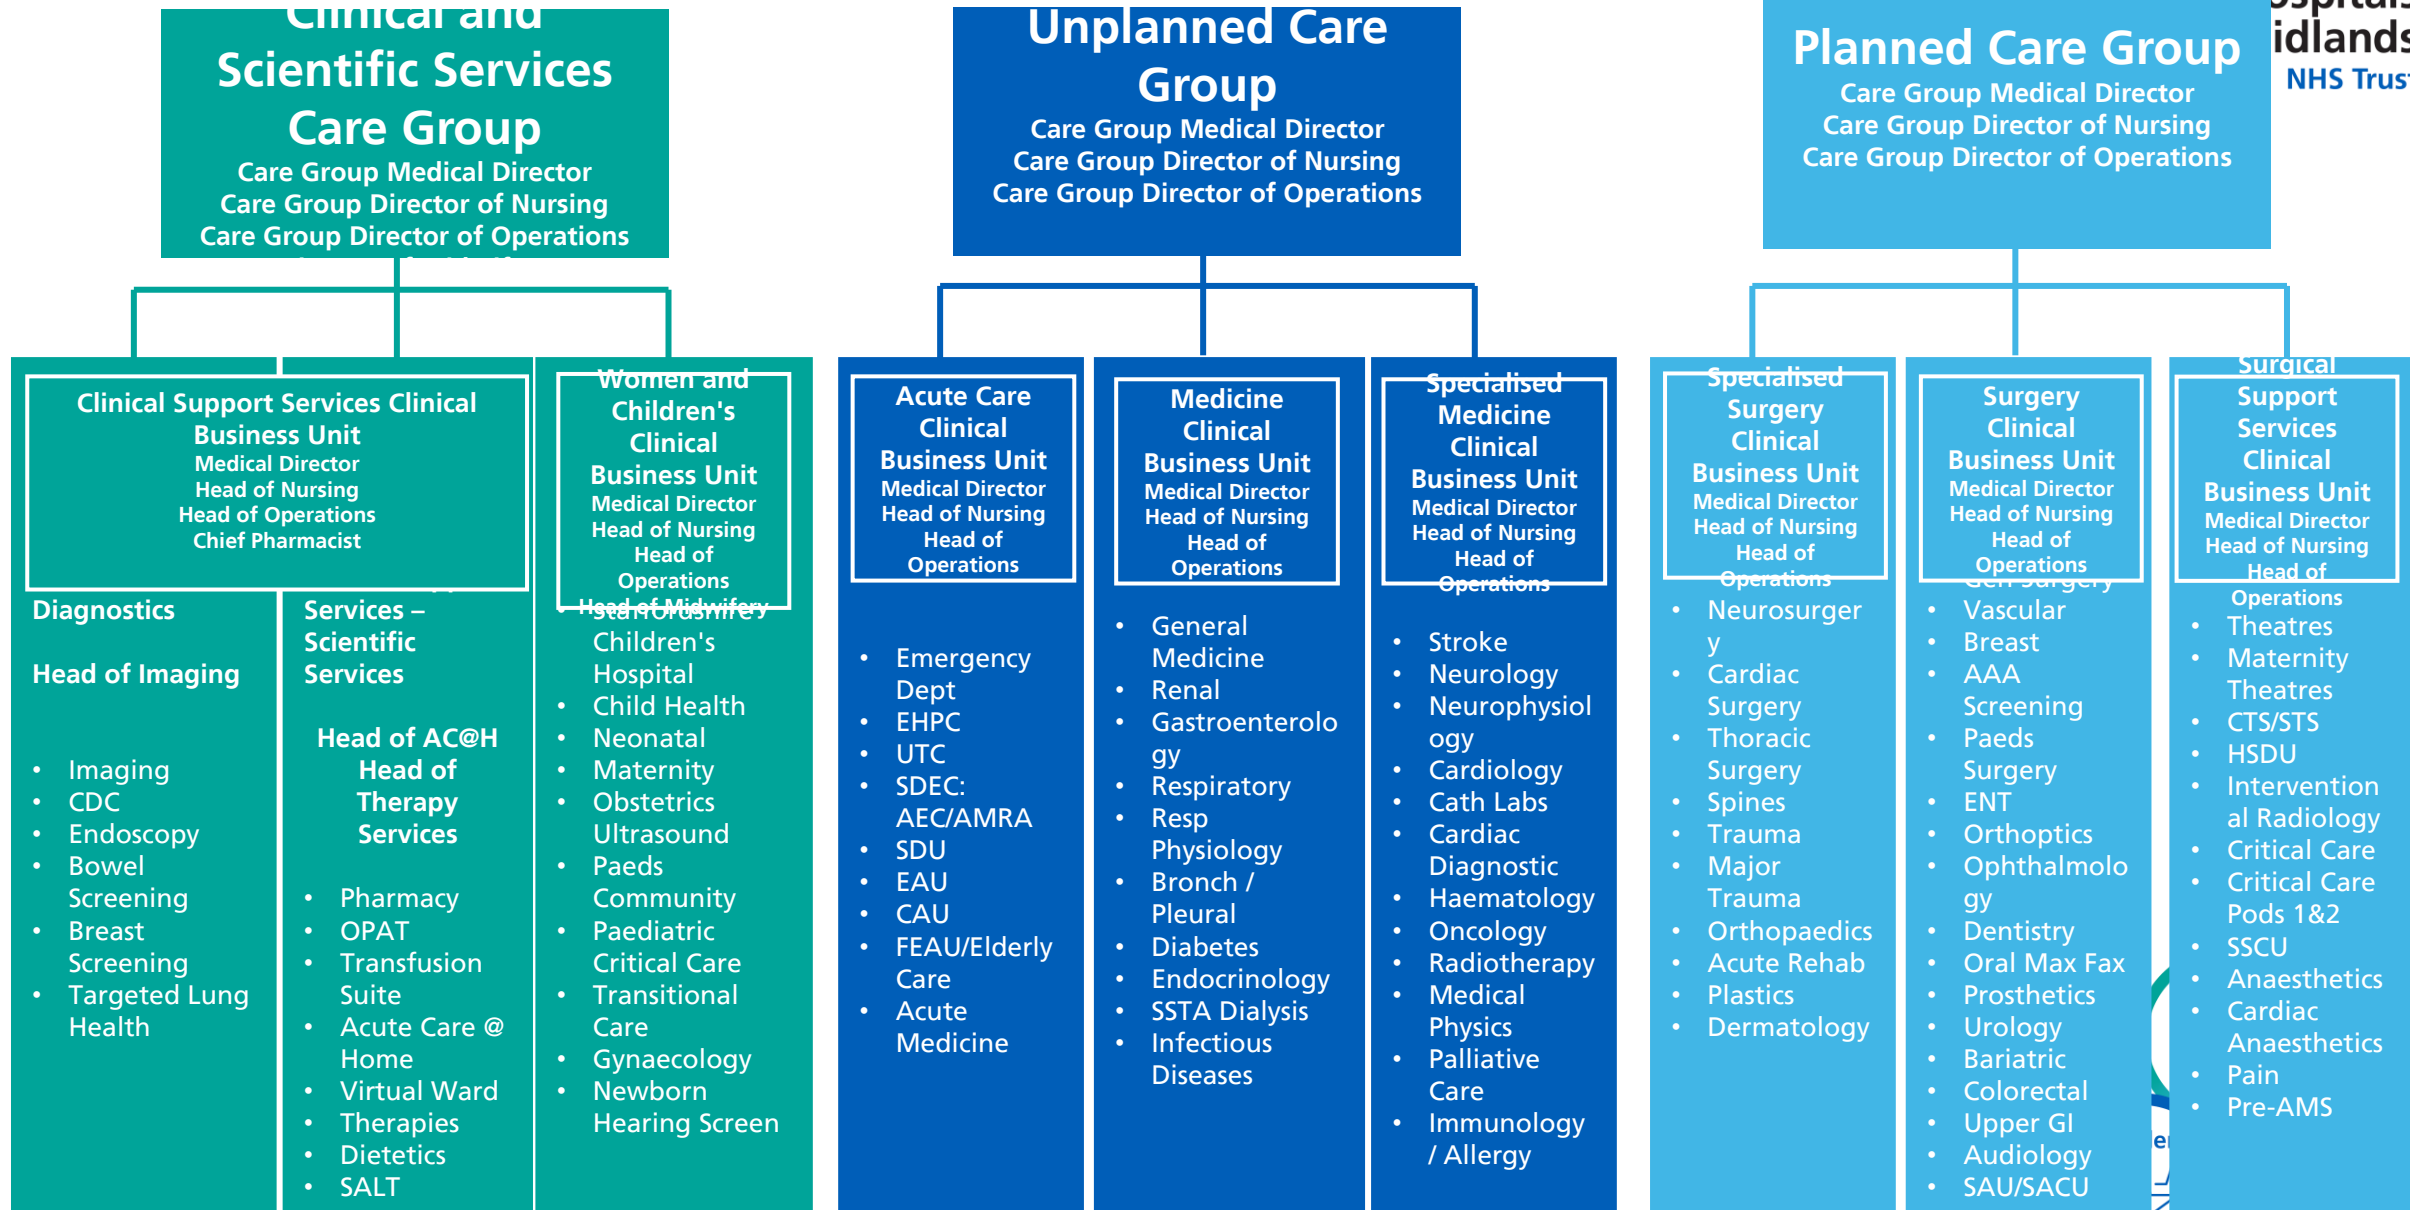 Clinical and
Scientific Services
Care Group
Care Group Medical Director
Care Group Director of Nursing
Care Group Director of Operations
Unplanned Care
Group
Care Group Medical Director
Care Group Director of Nursing
Care Group Director of Operations
Planned Care Group
Care Group Medical Director
Care Group Director of Nursing
Care Group Director of Operations
idlands
NHS Trust
Clinical Support Services Clinical
Business Unit
Medical Director
Head of Nursing
Head of Operations
Chief Pharmacist
Diagnostics
Head of Imaging
• Imaging
• CDC
• Endoscopy
• Bowel
Screening
• Breast
Screening
• Targeted Lung
Health
Services –
Scientific
Services
Head of AC@H
Head of
Therapy
Services
• Pharmacy
• OPAT
• Transfusion
Suite
• Acute Care @
Home
• Virtual Ward
• Therapies
• Dietetics
• SALT
Women and
Children's
Clinical
Business Unit
Medical Director
Head of Nursing
Head of
Operations
Head of Midwifery
• Staffordshire
Children's
Hospital
• Child Health
• Neonatal
• Maternity
• Obstetrics
Ultrasound
• Paeds
Community
• Paediatric
Critical Care
• Transitional
Care
• Gynaecology
• Newborn
Hearing Screen
Acute Care
Clinical
Business Unit
Medical Director
Head of Nursing
Head of
Operations
• Emergency
Dept
• EHPC
• UTC
• SDEC:
AEC/AMRA
• SDU
• EAU
• CAU
• FEAU/Elderly
Care
• Acute
Medicine
Medicine
Clinical
Business Unit
Medical Director
Head of Nursing
Head of
Operations
• General
Medicine
• Renal
• Gastroenterolo
gy
• Respiratory
• Resp
Physiology
• Bronch /
Pleural
• Diabetes
• Endocrinology
• SSTA Dialysis
• Infectious
Diseases
Specialised
Medicine
Clinical
Business Unit
Medical Director
Head of Nursing
Head of
Operations
• Stroke
• Neurology
• Neurophysiol
ogy
• Cardiology
• Cath Labs
• Cardiac
Diagnostic
• Haematology
• Oncology
• Radiotherapy
• Medical
Physics
• Palliative
Care
• Immunology
/ Allergy
Specialised
Surgery
Clinical
Business Unit
Medical Director
Head of Nursing
Head of
Operations
• Neurosurger
y
• Cardiac
Surgery
• Thoracic
Surgery
• Spines
• Trauma
• Major
Trauma
• Orthopaedics
• Acute Rehab
• Plastics
• Dermatology
Surgery
Clinical
Business Unit
Medical Director
Head of Nursing
Head of
Operations
• Gen Surgery
• Vascular
• Breast
• AAA
Screening
• Paeds
Surgery
• ENT
• Orthoptics
• Ophthalmolo
gy
• Dentistry
• Oral Max Fax
• Prosthetics
• Urology
• Bariatric
• Colorectal
• Upper GI
• Audiology
• SAU/SACU
Surgical
Support
Services
Clinical
Business Unit
Medical Director
Head of Nursing
Head of
Operations
• Theatres
• Maternity
Theatres
• CTS/STS
• HSDU
• Intervention
al Radiology
• Critical Care
• Critical Care
Pods 1&2
• SSCU
• Anaesthetics
• Cardiac
Anaesthetics
• Pain
• Pre-AMS